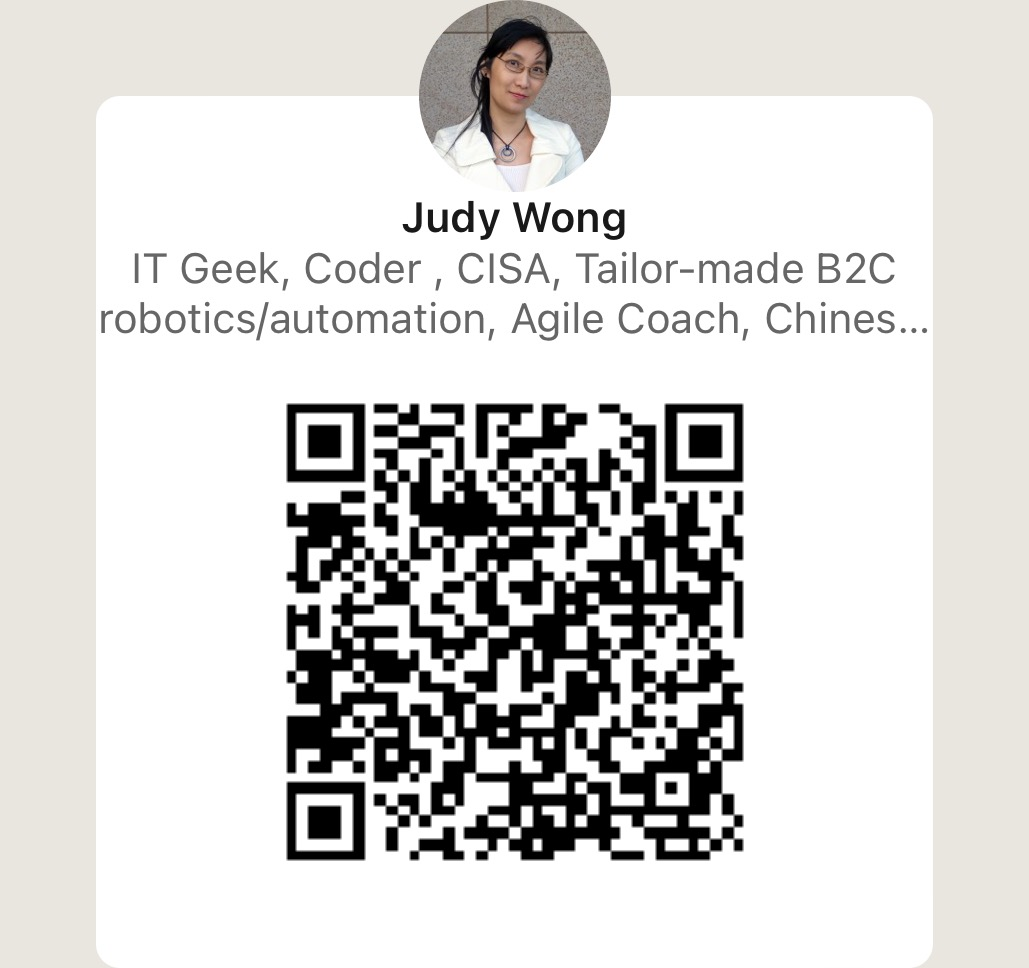 Judy Wong
IT Geek, Coder , CISA, Tailor-made B2C
robotics/automation, Agile Coach, Chines...